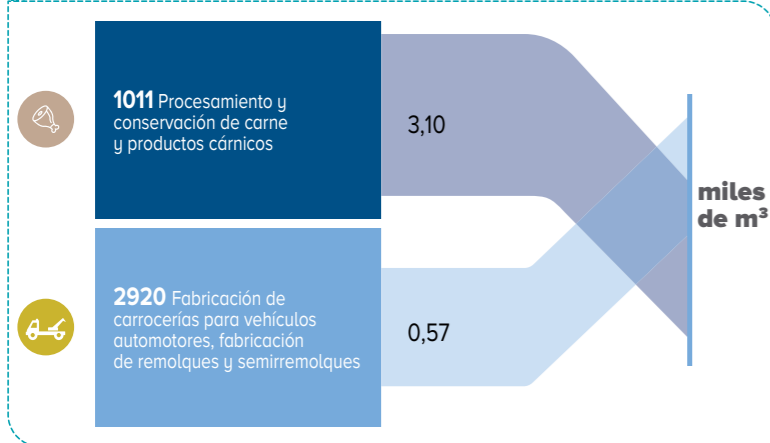 1011 Procesamiento y
conservación de carne
y productos cárnicos
3,10
miles
de m³
2920 Fabricación de
carrocerías para vehículos
automotores, fabricación
de remolques y semirremolques
0,57